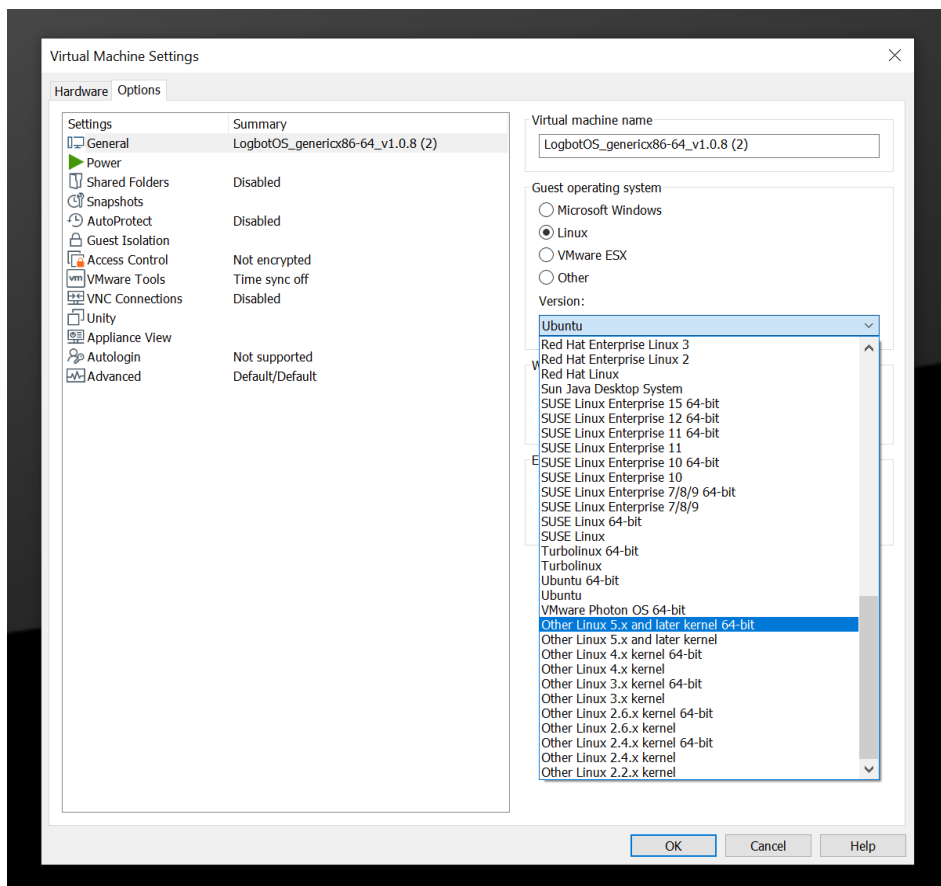 Virtual Machine Settings
Hardware Options
Settings Summary
General LogbotOS_genericx86-64_v1.0.8 (2)
Power
Shared Folders Disabled
Snapshots
AutoProtect Disabled
Guest Isolation
Access Control Not encrypted
vm VMware Tools Time sync off
VNC Connections Disabled
Unity
Appliance View
Autologin Not supported
Advanced Default/Default
Virtual machine name
LogbotOS_genericx86-64_v1.0.8 (2)
Guest operating system
Microsoft Windows
Linux
VMware ESX
Other
Version:
Ubuntu
Red Hat Enterprise Linux 3
Red Hat Enterprise Linux 2
Red Hat Linux
Sun Java Desktop System
SUSE Linux Enterprise 15 64-bit
SUSE Linux Enterprise 12 64-bit
SUSE Linux Enterprise 11 64-bit
SUSE Linux Enterprise 11
SUSE Linux Enterprise 10 64-bit
SUSE Linux Enterprise 10
SUSE Linux Enterprise 7/8/9 64-bit
SUSE Linux Enterprise 7/8/9
SUSE Linux 64-bit
SUSE Linux
Turbolinux 64-bit
Turbolinux
Ubuntu 64-bit
Ubuntu
VMware Photon OS 64-bit
Other Linux 5.x and later kernel 64-bit
Other Linux 5.x and later kernel
Other Linux 4.x kernel 64-bit
Other Linux 4.x kernel
Other Linux 3.x kernel 64-bit
Other Linux 3.x kernel
Other Linux 2.6.x kernel 64-bit
Other Linux 2.6.x kernel
Other Linux 2.4.x kernel 64-bit
Other Linux 2.4.x kernel
Other Linux 2.2.x kernel
OK Cancel Help